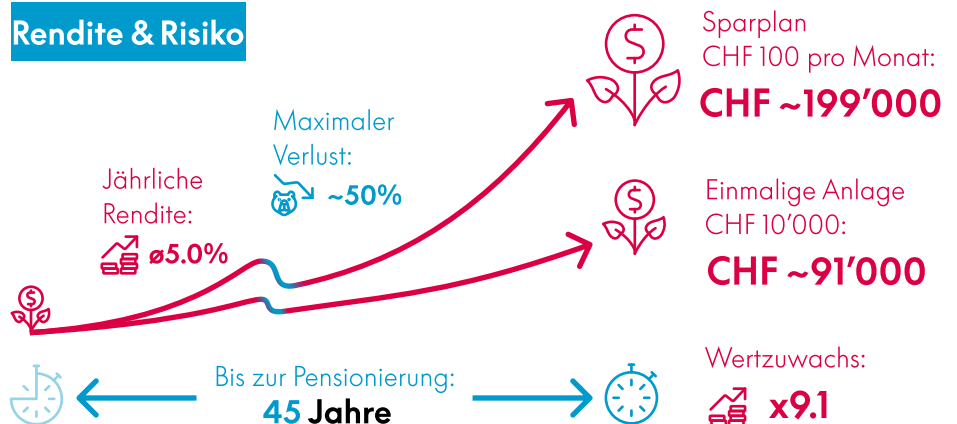 Rendite & Risiko
Sparplan
CHF 100 pro Monat:
CHF ~199’000
Maximaler
Verlust:
~50%
Jährliche
Rendite:
ø5.0%
Einmalige Anlage
CHF 10’000:
CHF ~91’000
Bis zur Pensionierung:
45 Jahre
Wertzuwachs:
x9.1